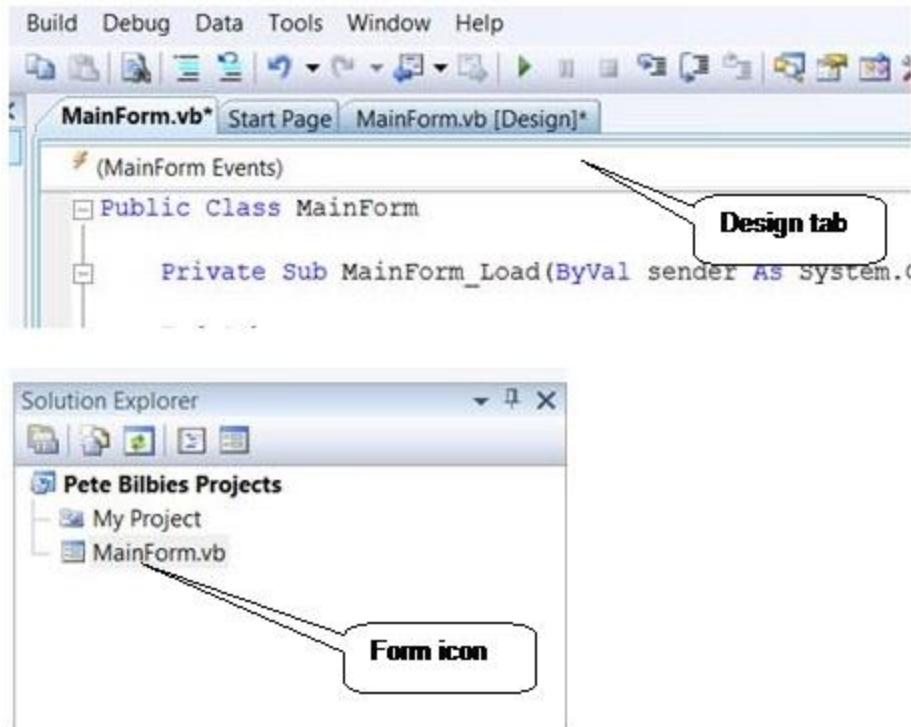 Build Debug Data Tools Window Help
MainForm.vb* Start Page MainForm.vb [Design]*
(MainForm Events)
Public Class MainForm
Design tab
Private Sub MainForm_Load(ByVal sender As System.
Solution Explorer
Pete Bilbies Projects
My Project
MainForm.vb
Form icon